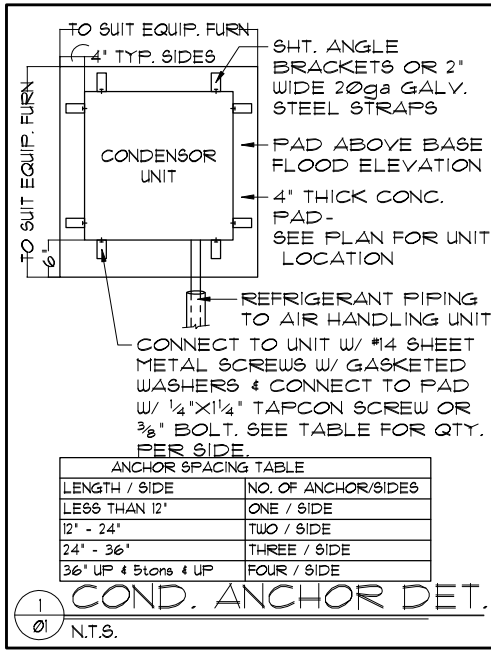 TO SUIT EQUIP. FURN
4" TYP. SIDES
TO SUIT EQUIP. FURN
6"
CONDENSOR
UNIT
SHT. ANGLE
BRACKETS OR 2"
WIDE 20ga GALV.
STEEL STRAPS
PAD ABOVE BASE
FLOOD ELEVATION
4" THICK CONC.
PAD-
SEE PLAN FOR UNIT
LOCATION
REFRIGERANT PIPING
TO AIR HANDLING UNIT
CONNECT TO UNIT W/ #14 SHEET
METAL SCREWS W/ GASKETED
WASHERS & CONNECT TO PAD
W/ 1/4"X1 1/4" TAPCON SCREW OR
3/8" BOLT. SEE TABLE FOR QTY.
PER SIDE.
ANCHOR SPACING TABLE
LENGTH / SIDE NO. OF ANCHOR/SIDES
LESS THAN 12" ONE / SIDE
12" - 24" TWO / SIDE
24" - 36" THREE / SIDE
36" UP & 5tons & UP FOUR / SIDE
1 COND. ANCHOR DET.
01 N.T.S.